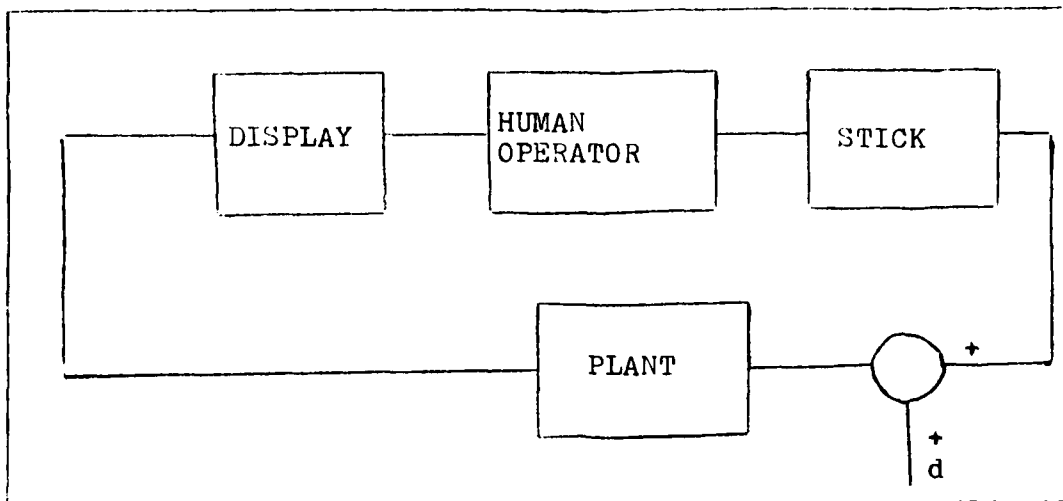 DISPLAY
HUMAN
OPERATOR
STICK
PLANT
+
+
d